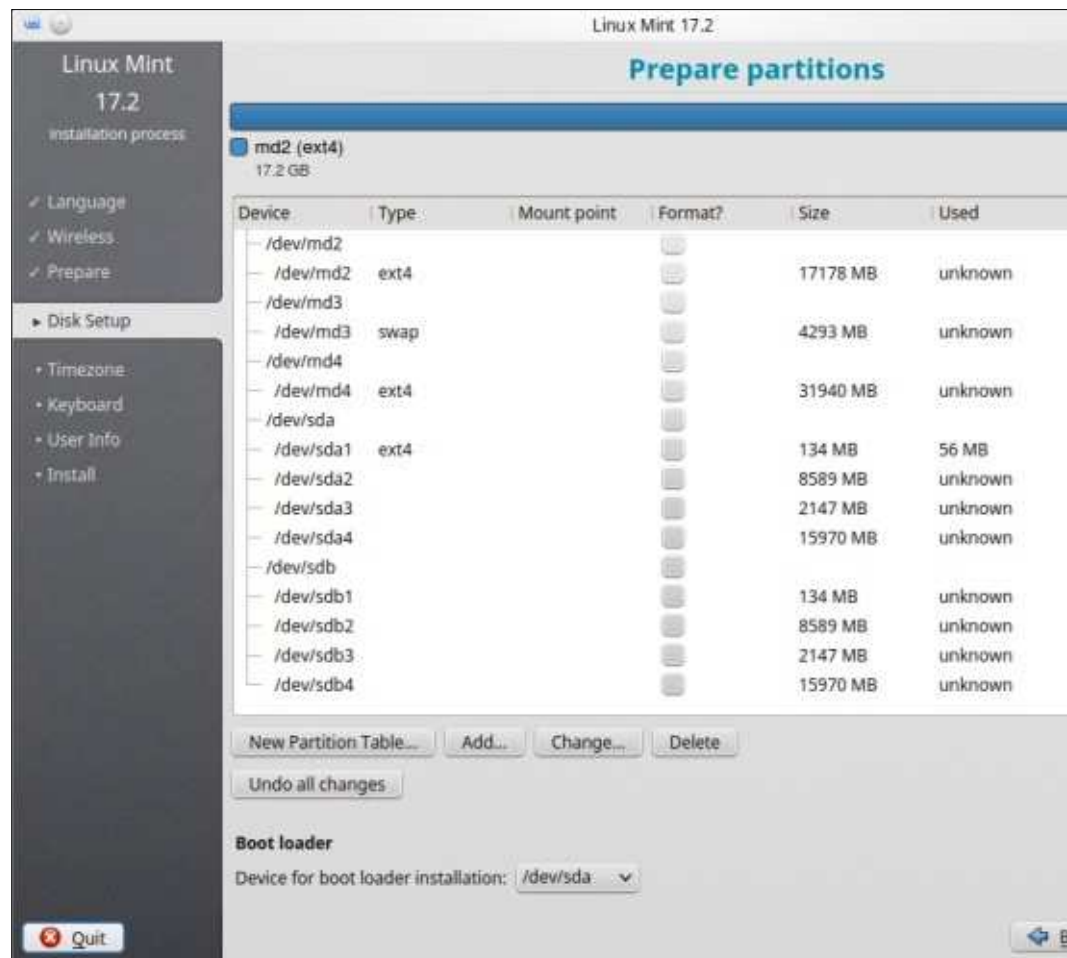 Linux Mint 17.2
Linux Mint
17.2
installation process
Language
Wireless
Prepare
Disk Setup
Timezone
Keyboard
User Info
Install
Prepare partitions
md2 (ext4)
17.2 GB
Device Type Mount point Format? Size Used
/dev/md2
/dev/md2 ext4 17178 MB unknown
/dev/md3
/dev/md3 swap 4293 MB unknown
/dev/md4
/dev/md4 ext4 31940 MB unknown
/dev/sda
/dev/sda1 ext4 134 MB 56 MB
/dev/sda2 8589 MB unknown
/dev/sda3 2147 MB unknown
/dev/sda4 15970 MB unknown
/dev/sdb
/dev/sdb1 134 MB unknown
/dev/sdb2 8589 MB unknown
/dev/sdb3 2147 MB unknown
/dev/sdb4 15970 MB unknown
New Partition Table... Add... Change... Delete
Undo all changes
Boot loader
Device for boot loader installation: /dev/sda
Quit